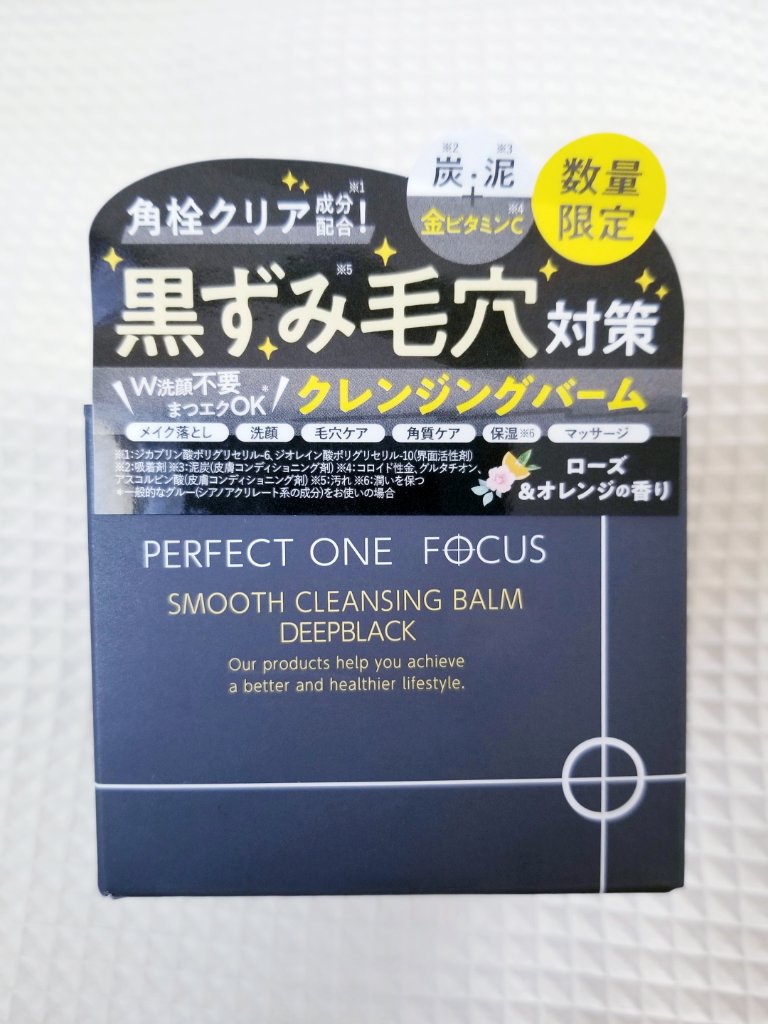 ※2 ※3
炭・泥
+
金ビタミンC※4
数量
限定
角栓クリア成分配合!※1
黒ずみ※5毛穴対策
W洗顔不要
まつエクOK*
クレンジングバーム
メイク落とし 洗顔 毛穴ケア 角質ケア 保湿※6 マッサージ
※1:ジカプリン酸ポリグリセリル-6、ジオレイン酸ポリグリセリル-10(界面活性剤)
※2:吸着剤 ※3:泥炭(皮膚コンディショニング剤) ※4:コロイド性金、グルタチオン、
アスコルビン酸(皮膚コンディショニング剤) ※5:汚れ ※6:潤いを保つ
*一般的なグルー(シアノアクリレート系の成分)をお使いの場合
ローズ
&オレンジの香り
PERFECT ONE FOCUS
SMOOTH CLEANSING BALM
DEEPBLACK
Our products help you achieve
a better and healthier lifestyle.